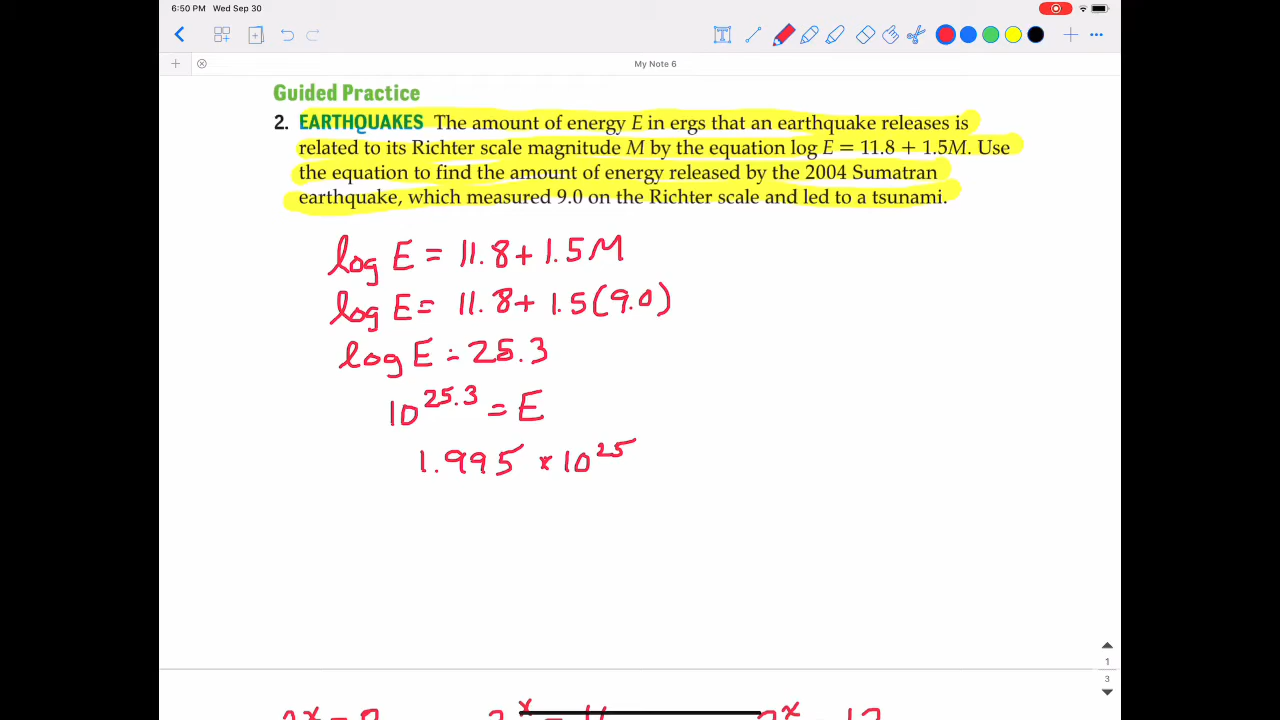 6:50 PM Wed Sep 30
My Note 6
Guided Practice
2. EARTHQUAKES The amount of energy E in ergs that an earthquake releases is
related to its Richter scale magnitude M by the equation log E = 11.8 + 1.5M. Use
the equation to find the amount of energy released by the 2004 Sumatran
earthquake, which measured 9.0 on the Richter scale and led to a tsunami.
log E = 11.8 + 1.5M
log E = 11.8 + 1.5(9.0)
log E = 25.3
10^25.3 = E
1.995 × 10^25
1
3